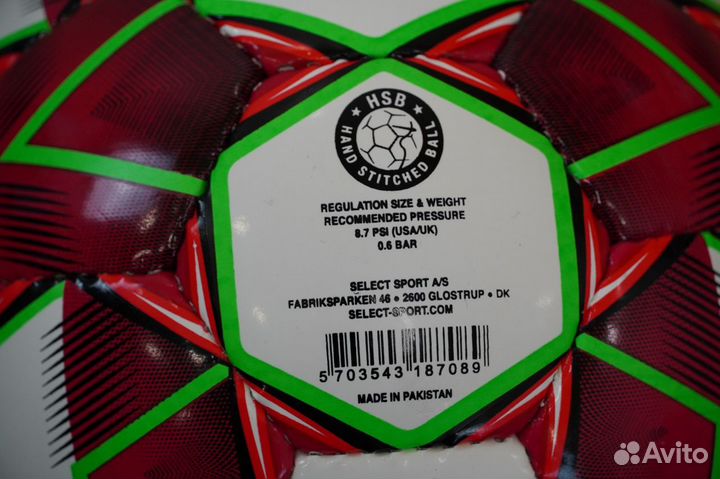 HSB
HAND STITCHED BALL
REGULATION SIZE & WEIGHT
RECOMMENDED PRESSURE
8.7 PSI (USA/UK)
0.6 BAR
SELECT SPORT A/S
FABRIKSPARKEN 46 • 2600 GLOSTRUP • DK
SELECT-SPORT.COM
5 703543 187089
MADE IN PAKISTAN
Avito